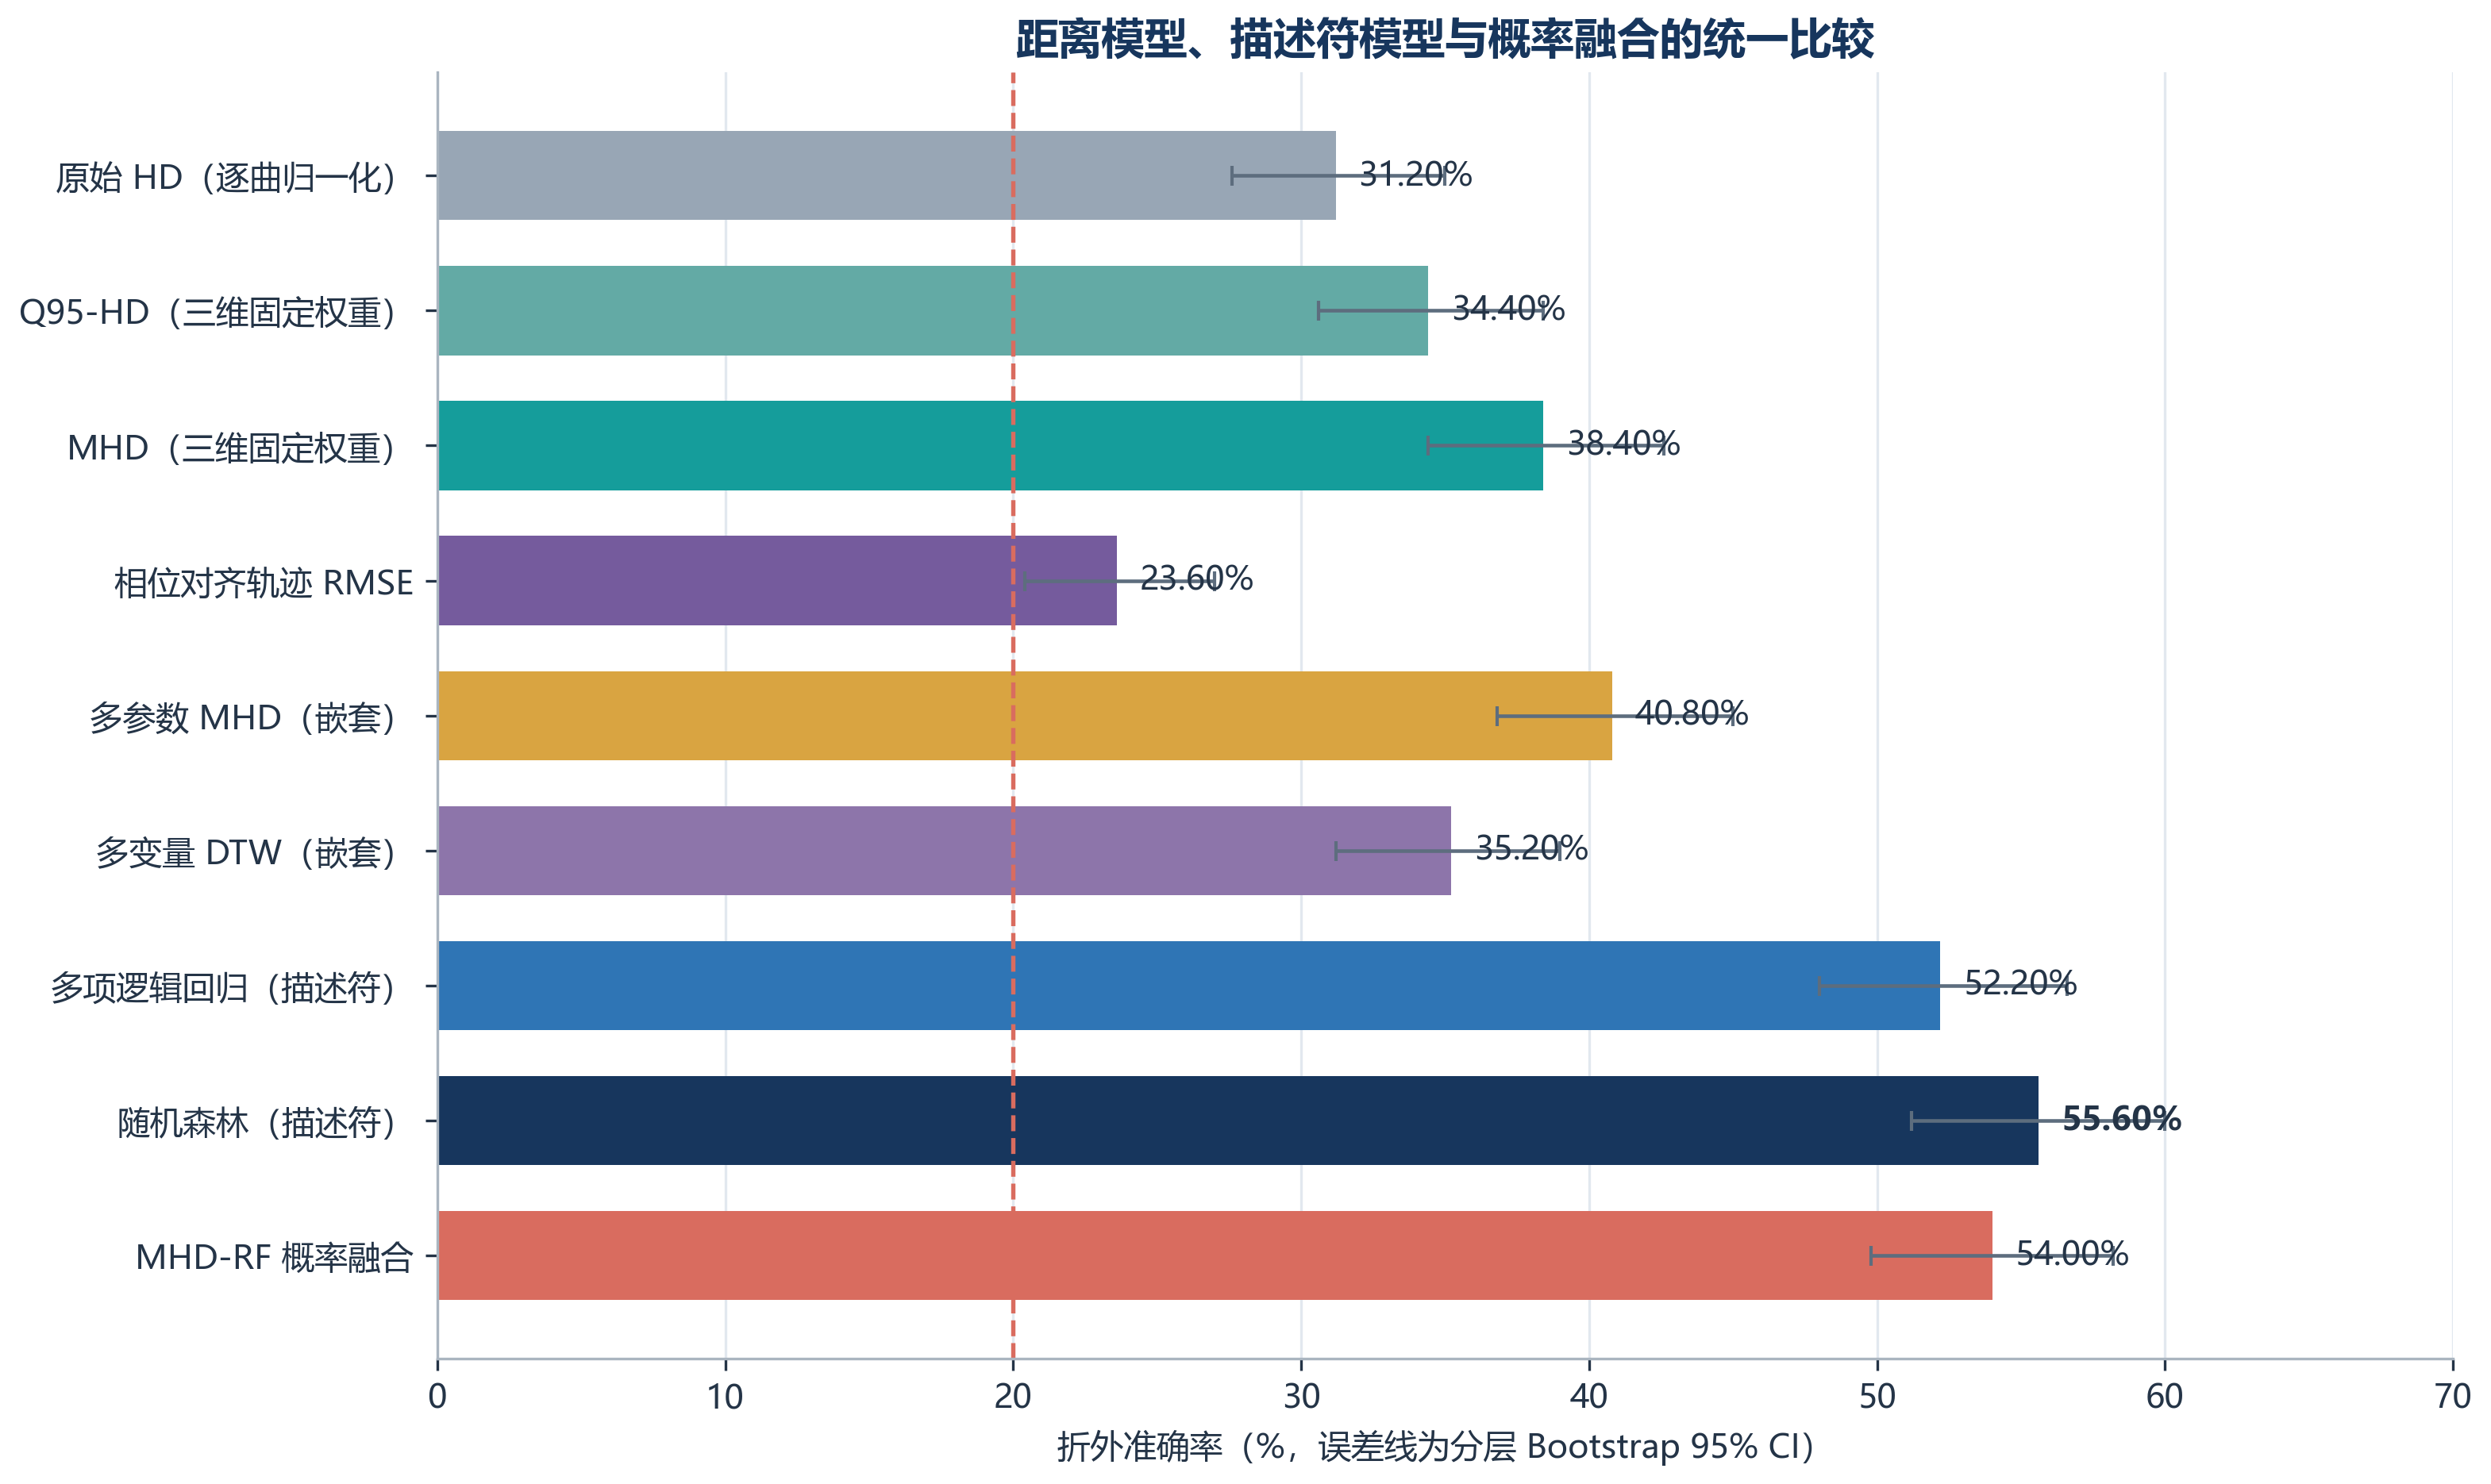 距离模型、描述符模型与概率融合的统一比较
原始 HD（逐曲归一化） 31.20%
Q95-HD（三维固定权重） 34.40%
MHD（三维固定权重） 38.40%
相位对齐轨迹 RMSE 23.60%
多参数 MHD（嵌套） 40.80%
多变量 DTW（嵌套） 35.20%
多项逻辑回归（描述符） 52.20%
随机森林（描述符） 55.60%
MHD-RF 概率融合 54.00%
0 10 20 30 40 50 60 70
折外准确率（%，误差线为分层 Bootstrap 95% CI）